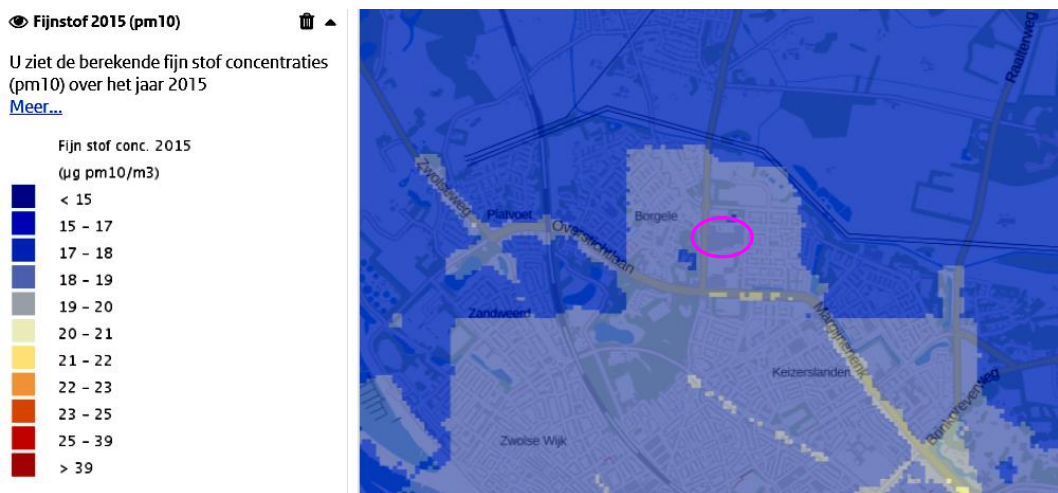 Fijnstof 2015 (pm10)
U ziet de berekende fijn stof concentraties
(pm10) over het jaar 2015
Meer...
Fijn stof conc. 2015
(µg pm10/m3)
< 15
15 - 17
17 - 18
18 - 19
19 - 20
20 - 21
21 - 22
22 - 23
23 - 25
25 - 39
> 39
Raalterweg
Zwolseweg
Platvoet
Borgele
Overstichtlaan
Zandweerd
Margijnenenk
Keizerslanden
Brinkgreverweg
Zwolse Wijk